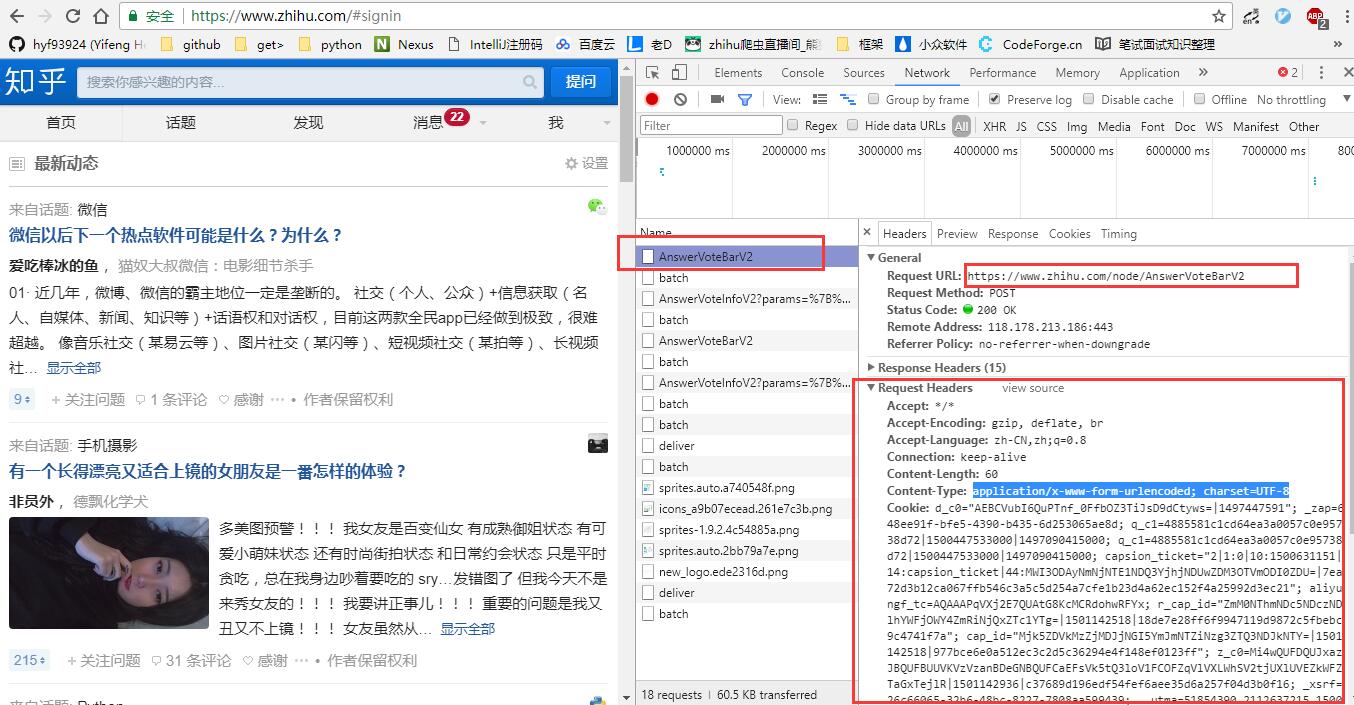 安全 https://www.zhihu.com/#signin
hyf93924 (Yifeng H github get> python Nexus IntelliJ注册码 百度云 老D zhihu爬虫直播间_熊 框架 小众软件 CodeForge.cn 笔试面试知识整理 »
知乎 搜索你感兴趣的内容... 提问
首页 话题 发现 消息 22 我
最新动态 设置
来自话题: 微信
微信以后下一个热点软件可能是什么？为什么？
爱吃棒冰的鱼， 猫奴大叔微信：电影细节杀手
01· 近几年，微博、微信的霸主地位一定是垄断的。 社交（个人、公众）+信息获取（名
人、自媒体、新闻、知识等）+话语权和对话权，目前这两款全民app已经做到极致，很难
超越。 像音乐社交（某易云等）、图片社交（某闪等）、短视频社交（某拍等）、长视频
社… 显示全部
9 + 关注问题 1 条评论 感谢 ••• • 作者保留权利
来自话题: 手机摄影
有一个长得漂亮又适合上镜的女朋友是一番怎样的体验？
非员外， 德飘化学犬
多美图预警！！！ 我女友是百变仙女 有成熟御姐状态 有可
爱小萌妹状态 还有时尚街拍状态 和日常约会状态 只是平时
贪吃，总在我身边吵着要吃的 sry…发错图了 但我今天不是
来秀女友的！！！ 我要讲正事儿！！！ 重要的问题是我又
丑又不上镜！！！ 女友虽然从… 显示全部
215 + 关注问题 31 条评论 感谢 ••• • 作者保留权利
来自话题: Python
Elements Console Sources Network Performance Memory Application » 2
View: Group by frame Preserve log Disable cache Offline No throttling
Filter Regex Hide data URLs All XHR JS CSS Img Media Font Doc WS Manifest Other
1000000 ms 2000000 ms 3000000 ms 4000000 ms 5000000 ms 6000000 ms 7000000 ms 800
Name
AnswerVoteBarV2
batch
AnswerVoteInfoV2?params=%7B%...
batch
AnswerVoteBarV2
batch
AnswerVoteInfoV2?params=%7B%...
batch
batch
deliver
batch
sprites.auto.a740548f.png
icons_a9b07ecead.261e7c3b.png
sprites-1.9.2.4c54885a.png
sprites.auto.2bb79a7e.png
new_logo.ede2316d.png
deliver
batch
18 requests | 60.5 KB transferred
Headers Preview Response Cookies Timing
General
Request URL: https://www.zhihu.com/node/AnswerVoteBarV2
Request Method: POST
Status Code: 200 OK
Remote Address: 118.178.213.186:443
Referrer Policy: no-referrer-when-downgrade
Response Headers (15)
Request Headers view source
Accept: */*
Accept-Encoding: gzip, deflate, br
Accept-Language: zh-CN,zh;q=0.8
Connection: keep-alive
Content-Length: 60
Content-Type: application/x-www-form-urlencoded; charset=UTF-8
Cookie: d_c0="AEBCVubI6QuPTnf_0FfbOZ3TiJsD9dCtyws=|1497447591"; _zap=6
48ee91f-bfe5-4390-b435-6d253065ae8d; q_c1=4885581c1cd64ea3a0057c0e957
38d72|1500447533000|1497090415000; q_c1=4885581c1cd64ea3a0057c0e95738
d72|1500447533000|1497090415000; capsion_ticket="2|1:0|10:1500631151|
14:capsion_ticket|44:MWI3ODAyNmNjNTE1NDQ3YjhjNDUwZDM3OTVmODI0ZDU=|7ea
72d3b12ca067ffb546c3a5c5d254a7cfe1b23d4a62ec152f4a25992d3ec21"; aliyu
ngf_tc=AQAAAPqVXj2E7QUAtG8KcMCRdohwRFYx; r_cap_id="ZmM0NThmNDc5NDczND
lhYWFjOWY4ZmRiNjQxZTc1YTg=|1501142518|18de7e28ff6f9947119d9872c5fbebc
9c4741f7a"; cap_id="Mjk5ZDVkMzZjMDJjNGI5YmJmNTZiNzg3ZTQ3NDJkNTY=|1501
142518|977bce6e0a512ec3c2d5c36294e4f148ef0123ff"; z_c0=Mi4wQUFDQUJxaz
JBQUFBUUVKVzVzanBDeGNBQUFCaEFsVk5tQ3loV1FCOFZqVlVXLWhSV2tjUXlUVEZkWFZ
TaGxTejlR|1501142936|c37689d196edf54fef6aee35d6a257f04d3b0f16; _xsrf=